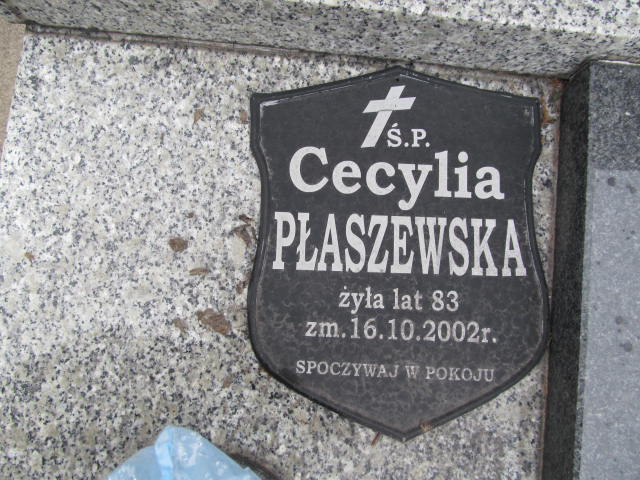 Ś.P.
Cecylia
PŁASZEWSKA
żyła lat 83
zm.16.10.2002r.
SPOCZYWAJ W POKOJU